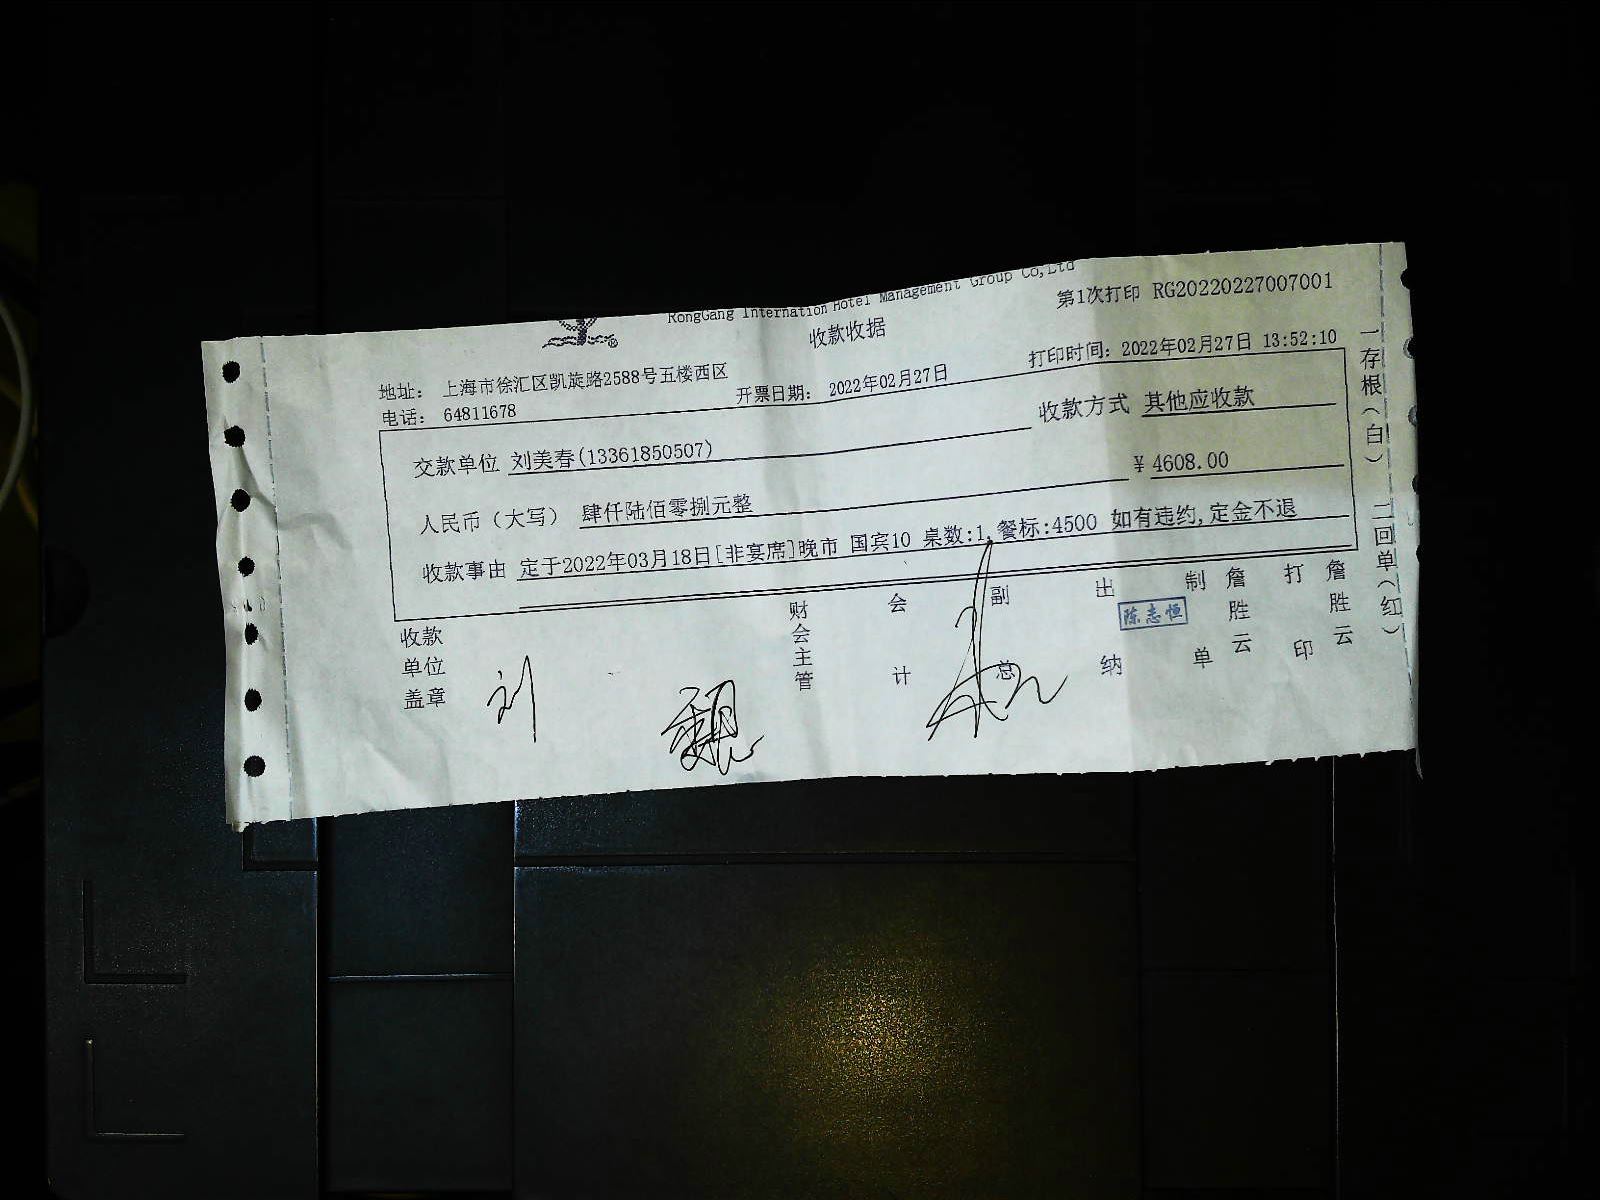 RongGang Internation Hotel Management Group Co,Ltd
收款收据
第1次打印 RG20220227007001
地址： 上海市徐汇区凯旋路2588号五楼西区
电话： 64811678
开票日期： 2022年02月27日
打印时间： 2022年02月27日 13:52:10
交款单位 刘美春(13361850507)
收款方式 其他应收款
人民币（大写） 肆仟陆佰零捌元整
¥ 4608.00
收款事由 定于2022年03月18日[非宴席]晚市 国宾10 桌数:1, 餐标:4500 如有违约,定金不退
收款单位盖章
刘
财会主管
会计
副总
出纳
陈志恒
制单
詹胜云
打印
詹胜云
一存根(白) 二回单(红)